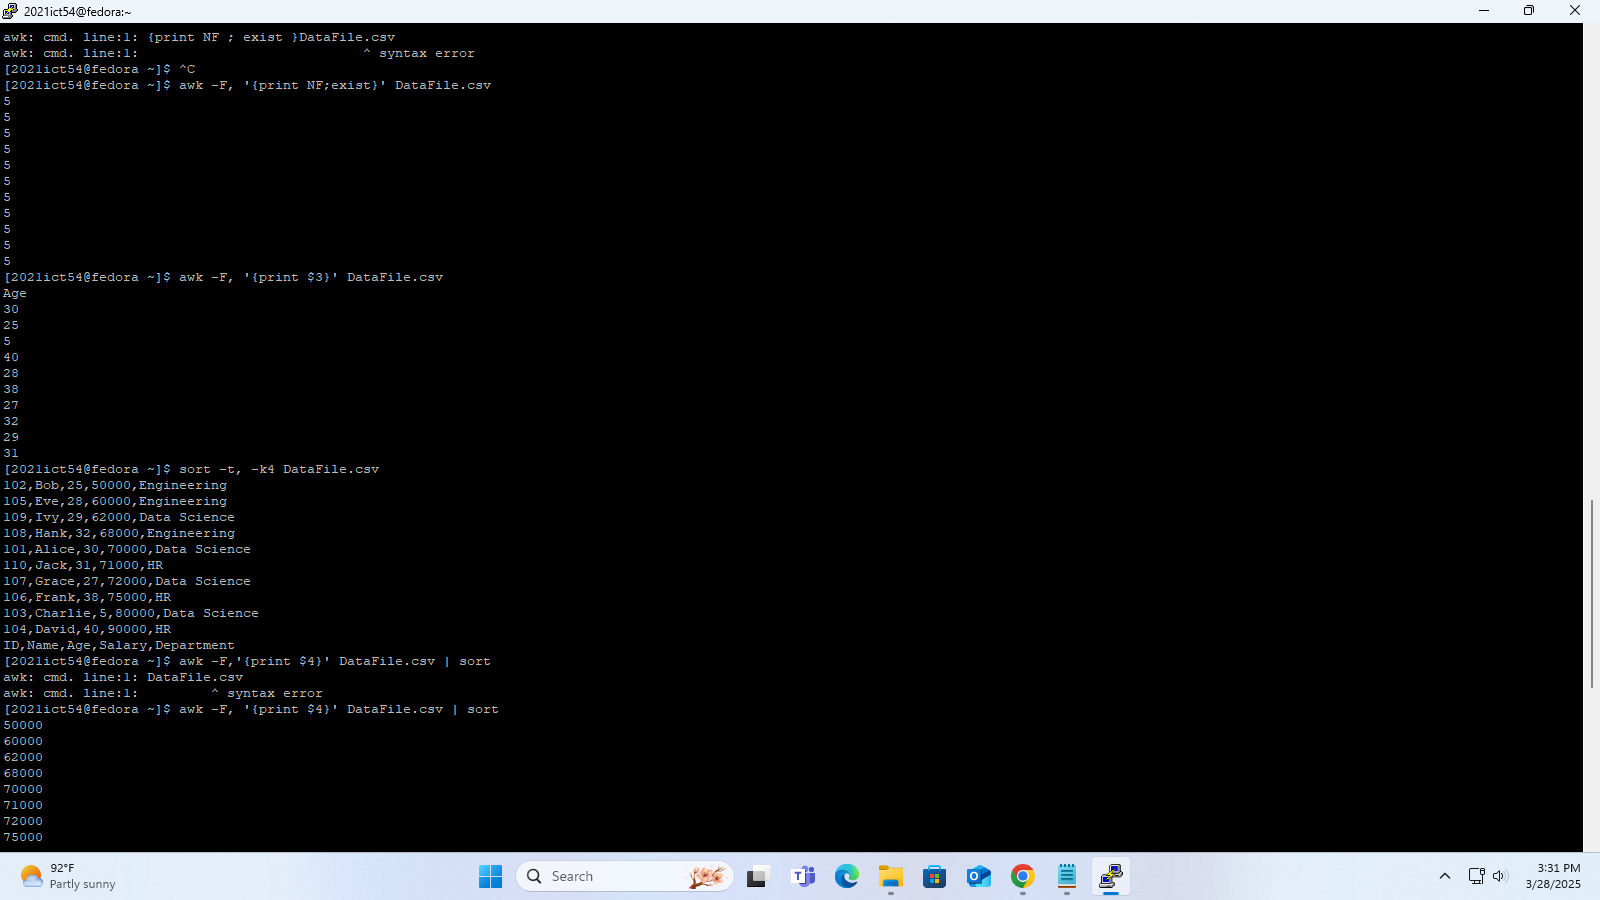 2021ict54@fedora:~
awk: cmd. line:1: {print NF ; exist }DataFile.csv
awk: cmd. line:1:                            ^ syntax error
[2021ict54@fedora ~]$ ^C
[2021ict54@fedora ~]$ awk -F, '{print NF;exist}' DataFile.csv
5
5
5
5
5
5
5
5
5
5
5
[2021ict54@fedora ~]$ awk -F, '{print $3}' DataFile.csv
Age
30
25
5
40
28
38
27
32
29
31
[2021ict54@fedora ~]$ sort -t, -k4 DataFile.csv
102,Bob,25,50000,Engineering
105,Eve,28,60000,Engineering
109,Ivy,29,62000,Data Science
108,Hank,32,68000,Engineering
101,Alice,30,70000,Data Science
110,Jack,31,71000,HR
107,Grace,27,72000,Data Science
106,Frank,38,75000,HR
103,Charlie,5,80000,Data Science
104,David,40,90000,HR
ID,Name,Age,Salary,Department
[2021ict54@fedora ~]$ awk -F,'{print $4}' DataFile.csv | sort
awk: cmd. line:1: DataFile.csv
awk: cmd. line:1:         ^ syntax error
[2021ict54@fedora ~]$ awk -F, '{print $4}' DataFile.csv | sort
50000
60000
62000
68000
70000
71000
72000
75000
92°F
Partly sunny
Search
3:31 PM
3/28/2025